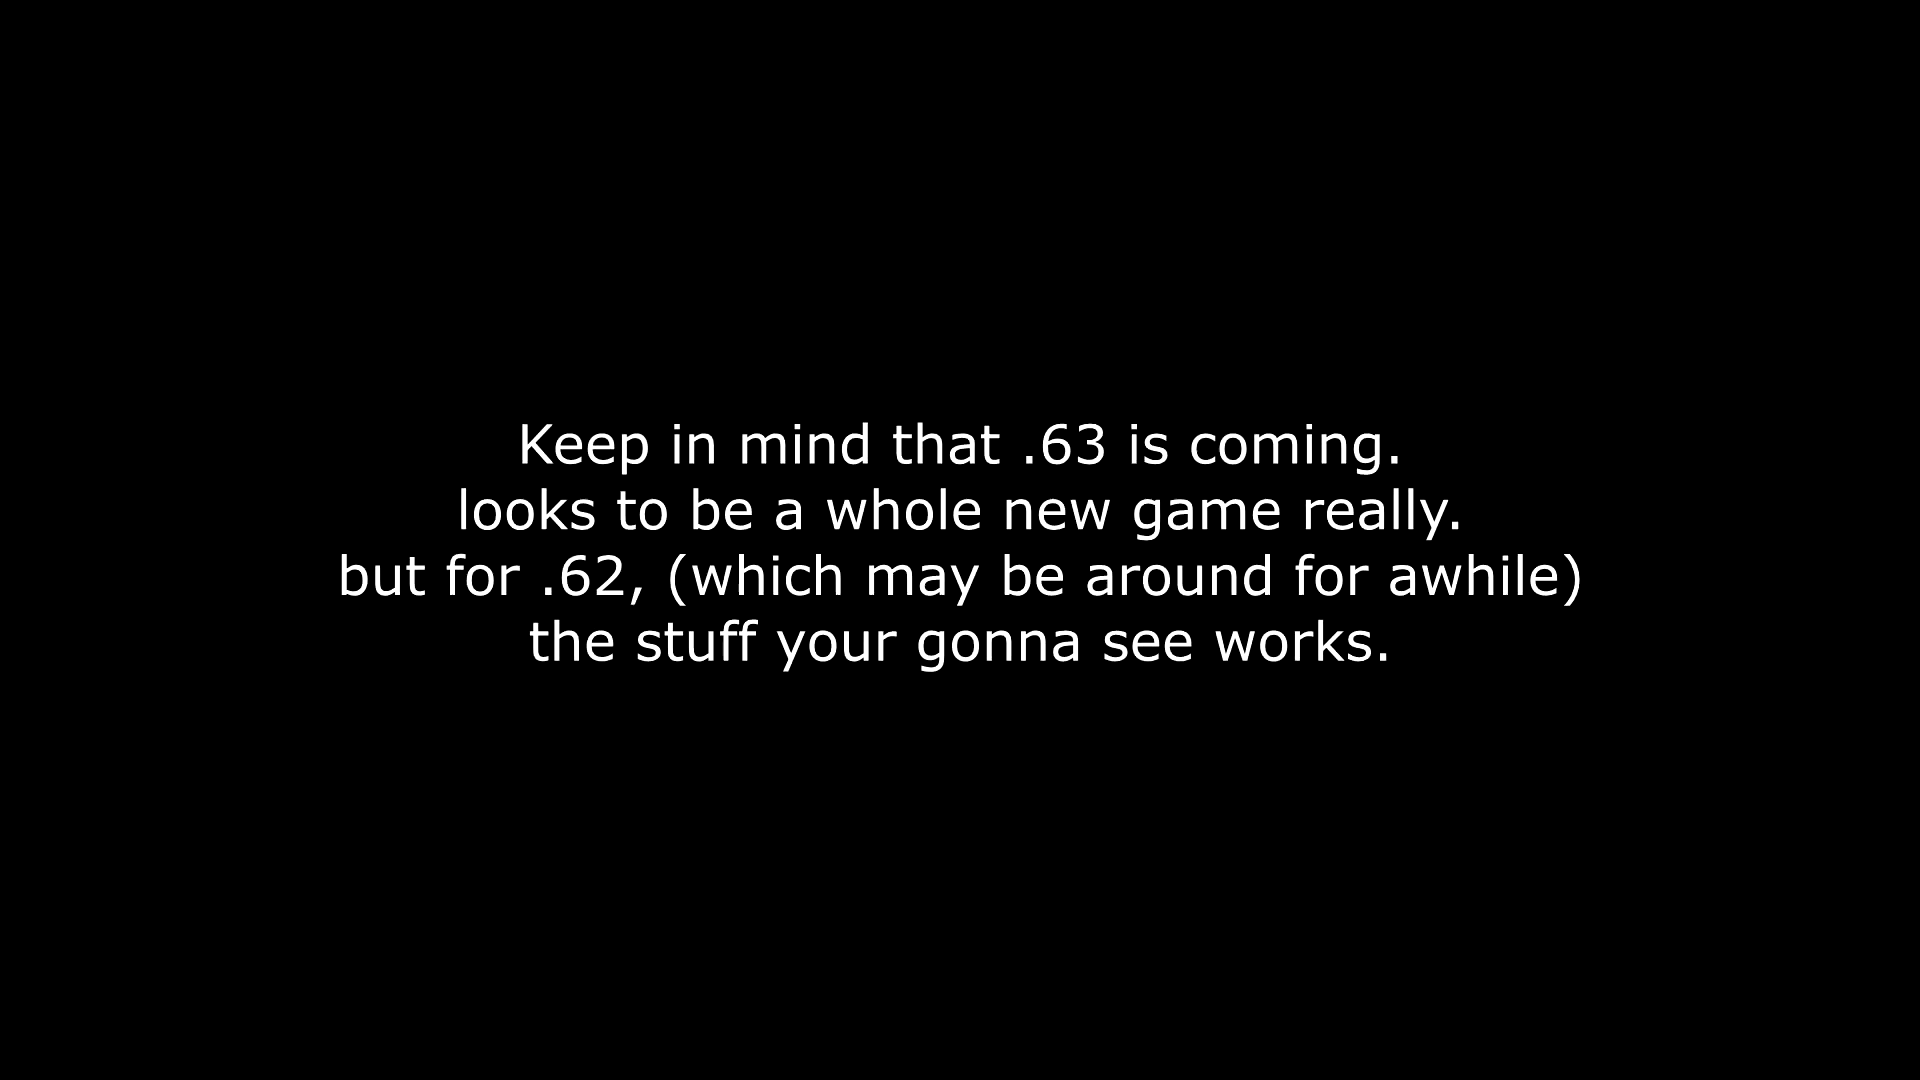 Keep in mind that .63 is coming.
looks to be a whole new game really.
but for .62, (which may be around for awhile)
the stuff your gonna see works.